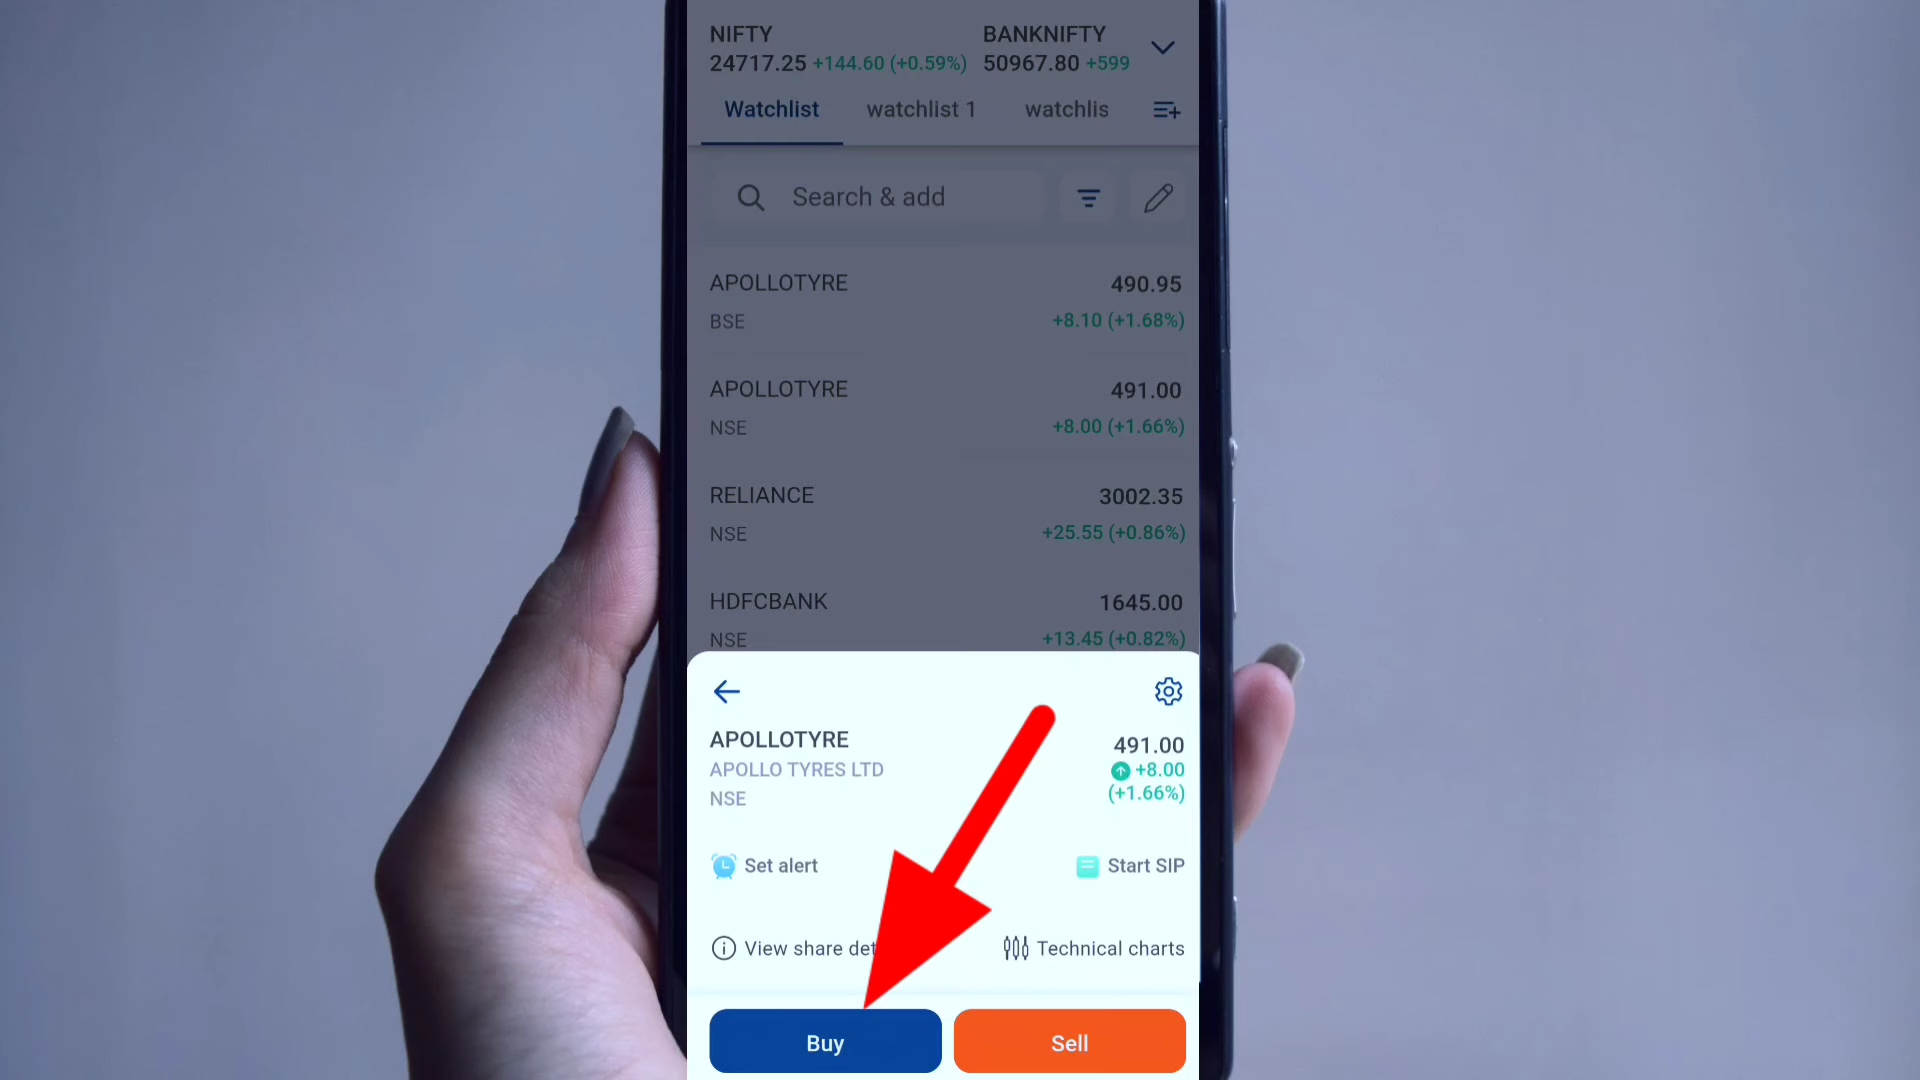 NIFTY BANKNIFTY
24717.25 +144.60 (+0.59%) 50967.80 +599
Watchlist watchlist 1 watchlis
Search & add
APOLLOTYRE 490.95
BSE +8.10 (+1.68%)
APOLLOTYRE 491.00
NSE +8.00 (+1.66%)
RELIANCE 3002.35
NSE +25.55 (+0.86%)
HDFCBANK 1645.00
NSE +13.45 (+0.82%)
APOLLOTYRE 491.00
APOLLO TYRES LTD +8.00
NSE (+1.66%)
Set alert Start SIP
View share det Technical charts
Buy Sell